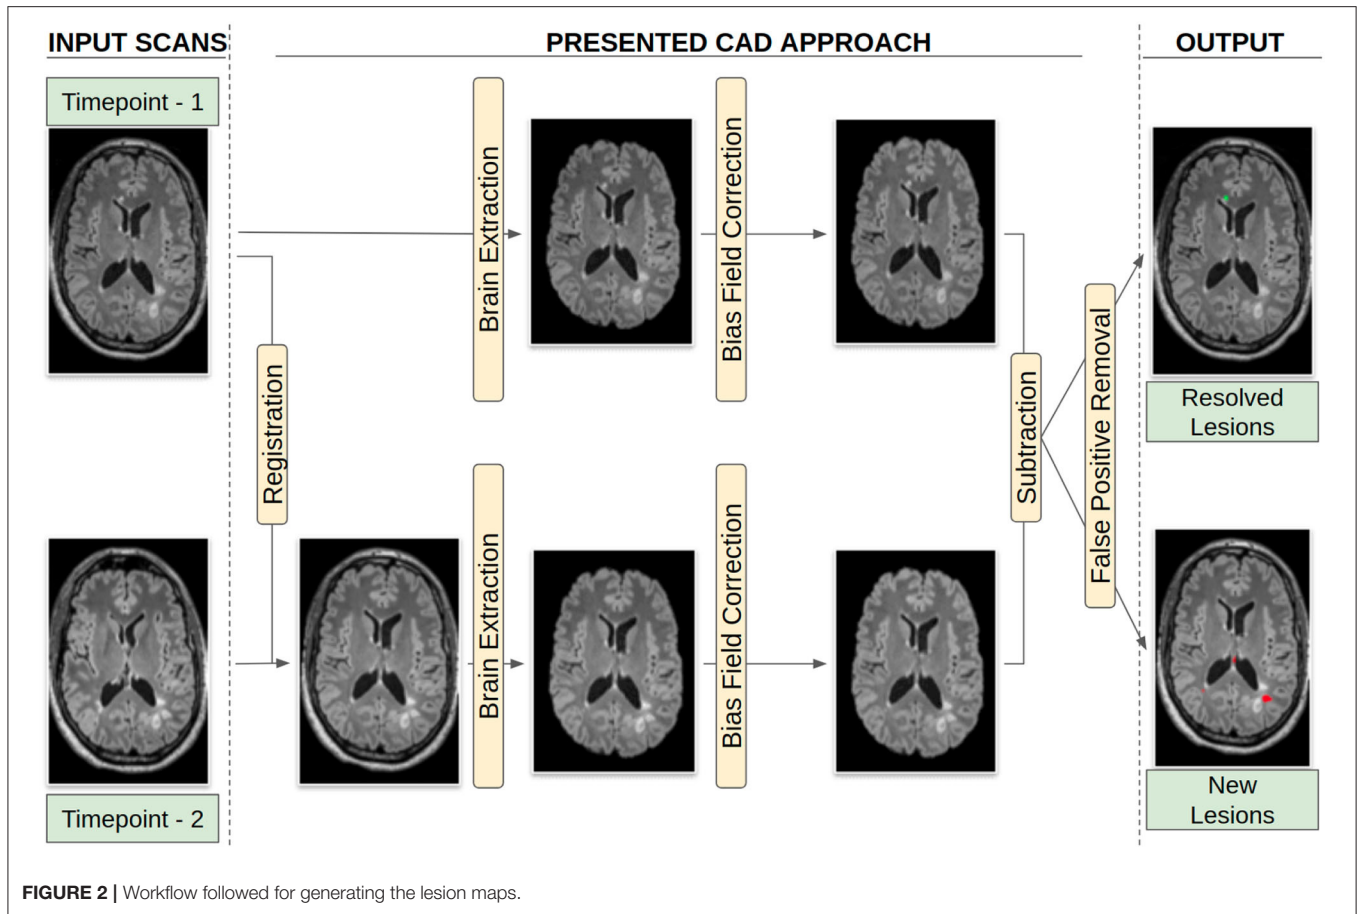 INPUT SCANS
PRESENTED CAD APPROACH
OUTPUT
Timepoint - 1
Brain Extraction
Bias Field Correction
Registration
Subtraction
False Positive Removal
Resolved
Lesions
Brain Extraction
Bias Field Correction
Timepoint - 2
New
Lesions
FIGURE 2 | Workflow followed for generating the lesion maps.